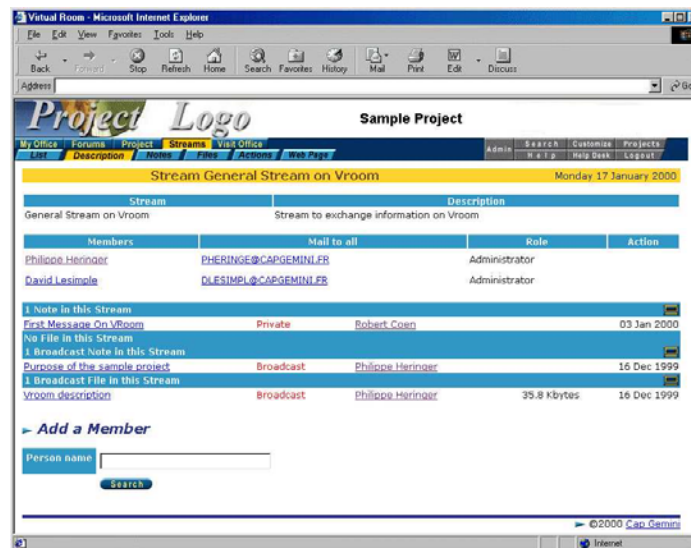 Virtual Room - Microsoft Internet Explorer
File Edit View Favorites Tools Help
Back Forward Stop Refresh Home Search Favorites History Mail Print Edit Discuss
Address Go
Project Logo Sample Project
My Office Forums Project Streams Visit Office Admin Search Customize Projects
List Description Notes Files Actions Web Page Help Help Desk Logout
Stream General Stream on Vroom Monday 17 January 2000
Stream Description
General Stream on Vroom Stream to exchange information on Vroom
Members Mail to all Role Action
Philippe Heringer PHERINGE@CAPGEMINI.FR Administrator
David Lesimple DLESIMPL@CAPGEMINI.FR Administrator
1 Note in this Stream
First Message On VRoom Private Robert Coen 03 Jan 2000
No File in this Stream
1 Broadcast Note in this Stream
Purpose of the sample project Broadcast Philippe Heringer 16 Dec 1999
1 Broadcast File in this Stream
Vroom description Broadcast Philippe Heringer 35.8 Kbytes 16 Dec 1999
Add a Member
Person name
Search
©2000 Cap Gemini
Internet